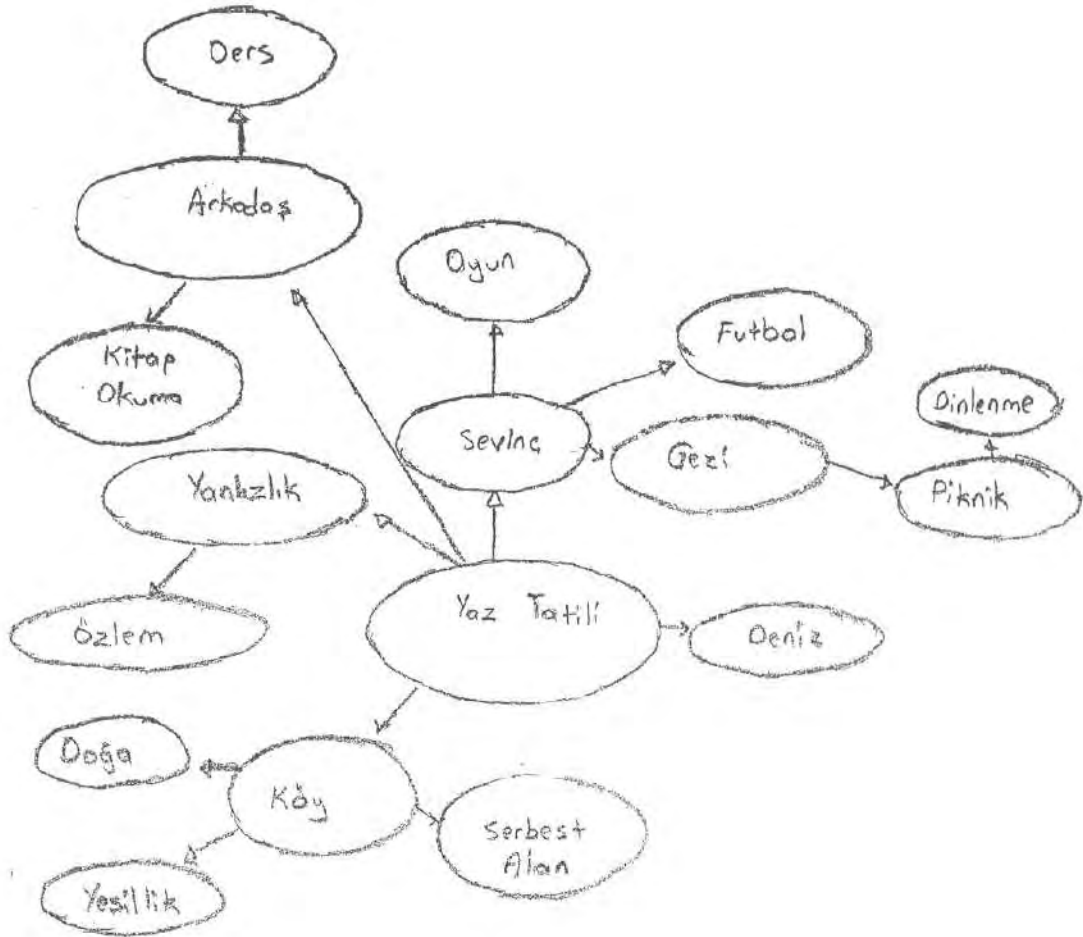 Ders
Arkadaş
Oyun
Futbol
Kitap
Okuma
Dinlenme
Sevinç
Gezi
Yanlızlık
Piknik
Yaz Tatili
Özlem
Deniz
Doğa
Köy
Serbest
Alan
Yeşillik